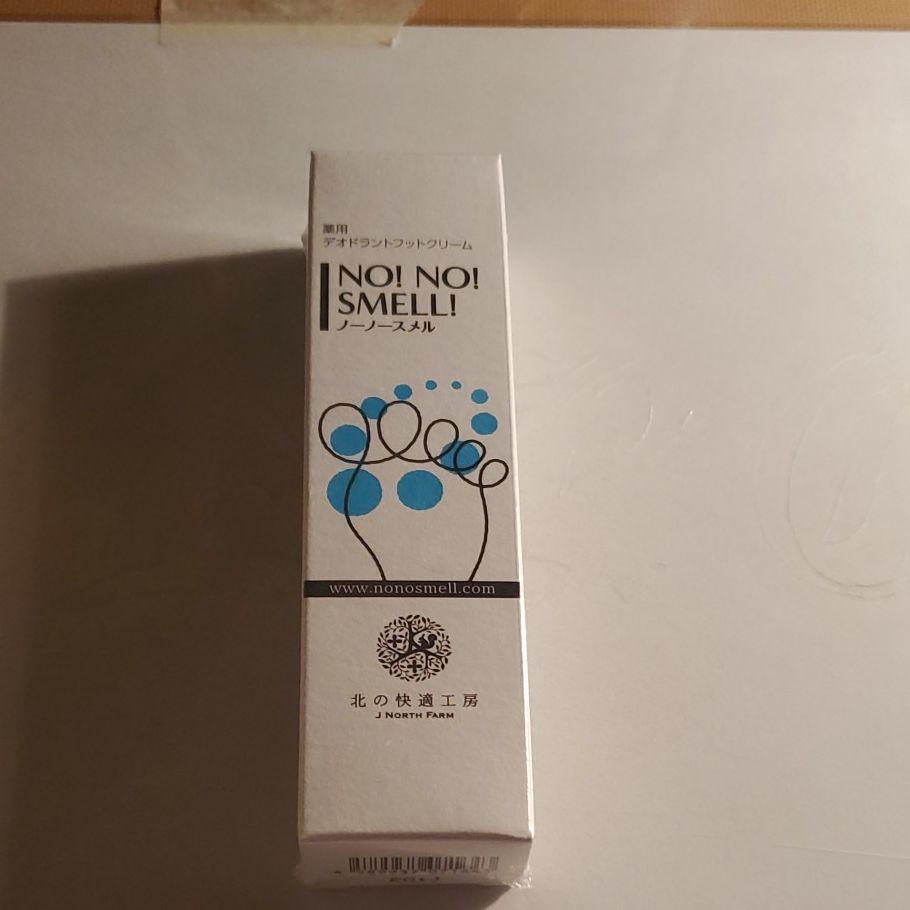 薬用
デオドラントフットクリーム
NO! NO!
SMELL!
ノーノースメル
www.nonosmell.com
北の快適工房
J NORTH FARM